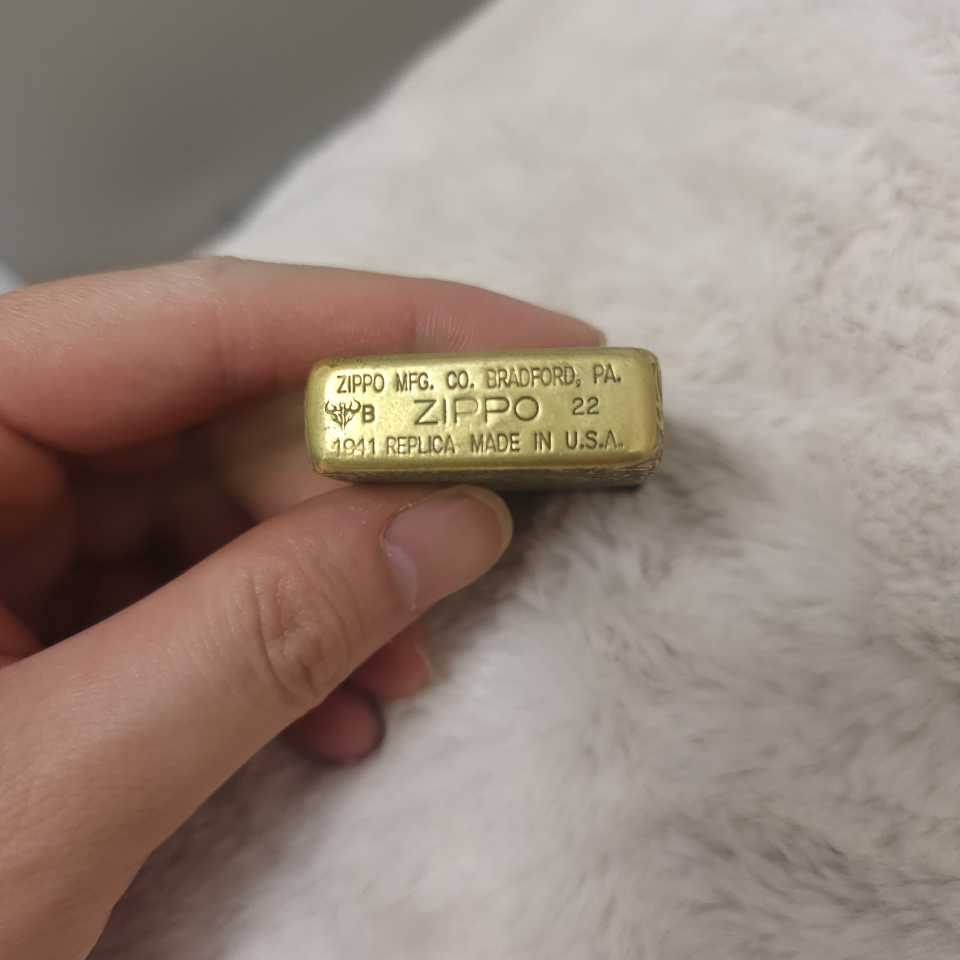 ZIPPO MFG. CO. BRADFORD, PA.
B ZIPPO 22
1941 REPLICA MADE IN U.S.A.